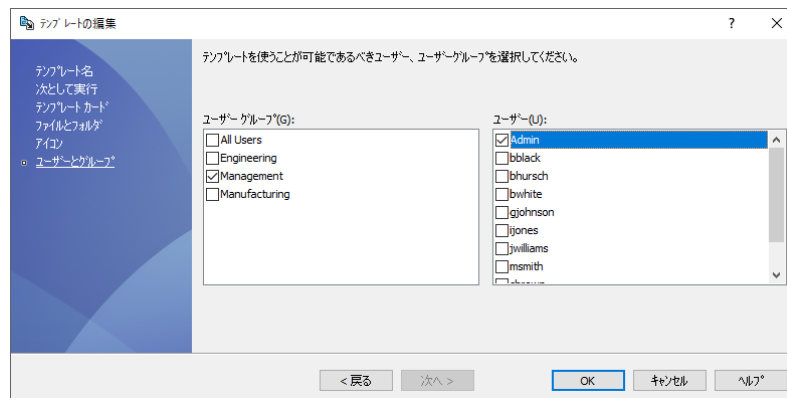 テンプレートの編集
?
テンプレート名
次として実行
テンプレート カード
ファイルとフォルダ
アイコン
ユーザーとグループ
テンプレートを使うことが可能であるべきユーザー、ユーザーグループを選択してください。
ユーザー グループ(G):
All Users
Engineering
Management
Manufacturing
ユーザー(U):
Admin
bblack
bhursch
bwhite
gjohnson
ijones
jwilliams
msmith
< 戻る
次へ >
OK
キャンセル
ヘルプ